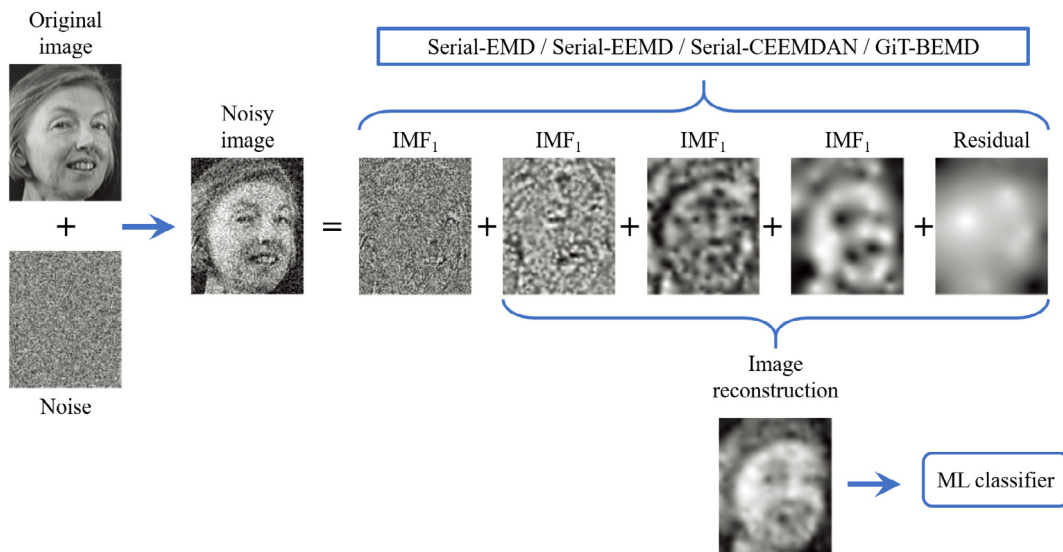 Original
image
Serial-EMD / Serial-EEMD / Serial-CEEMDAN / GiT-BEMD
Noisy
image
IMF₁
IMF₁
IMF₁
IMF₁
Residual
+
=
+
+
+
+
Noise
Image
reconstruction
ML classifier